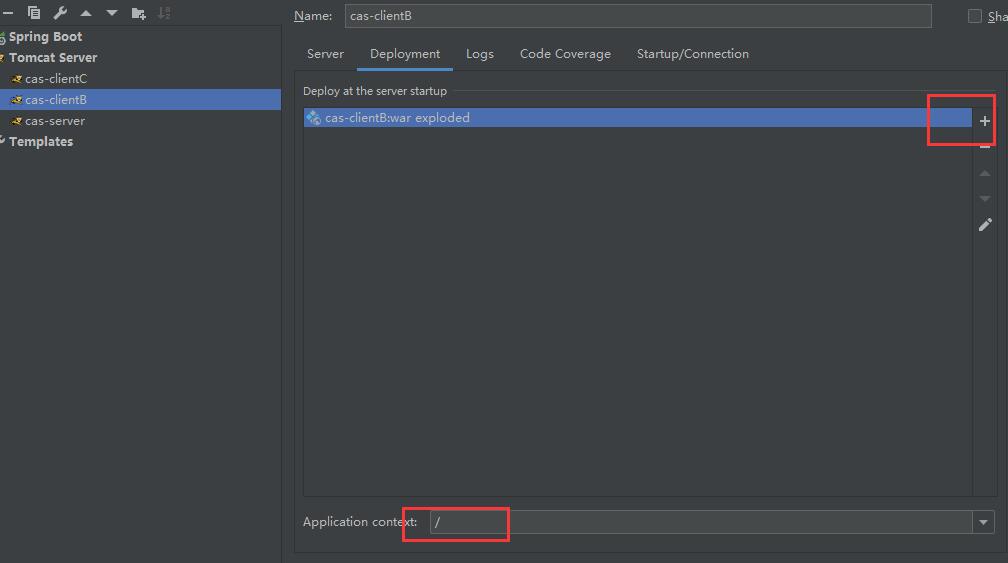 Name: cas-clientB
Sha
Spring Boot
Tomcat Server
cas-clientC
cas-clientB
cas-server
Templates
Server Deployment Logs Code Coverage Startup/Connection
Deploy at the server startup
cas-clientB:war exploded
Application context: /